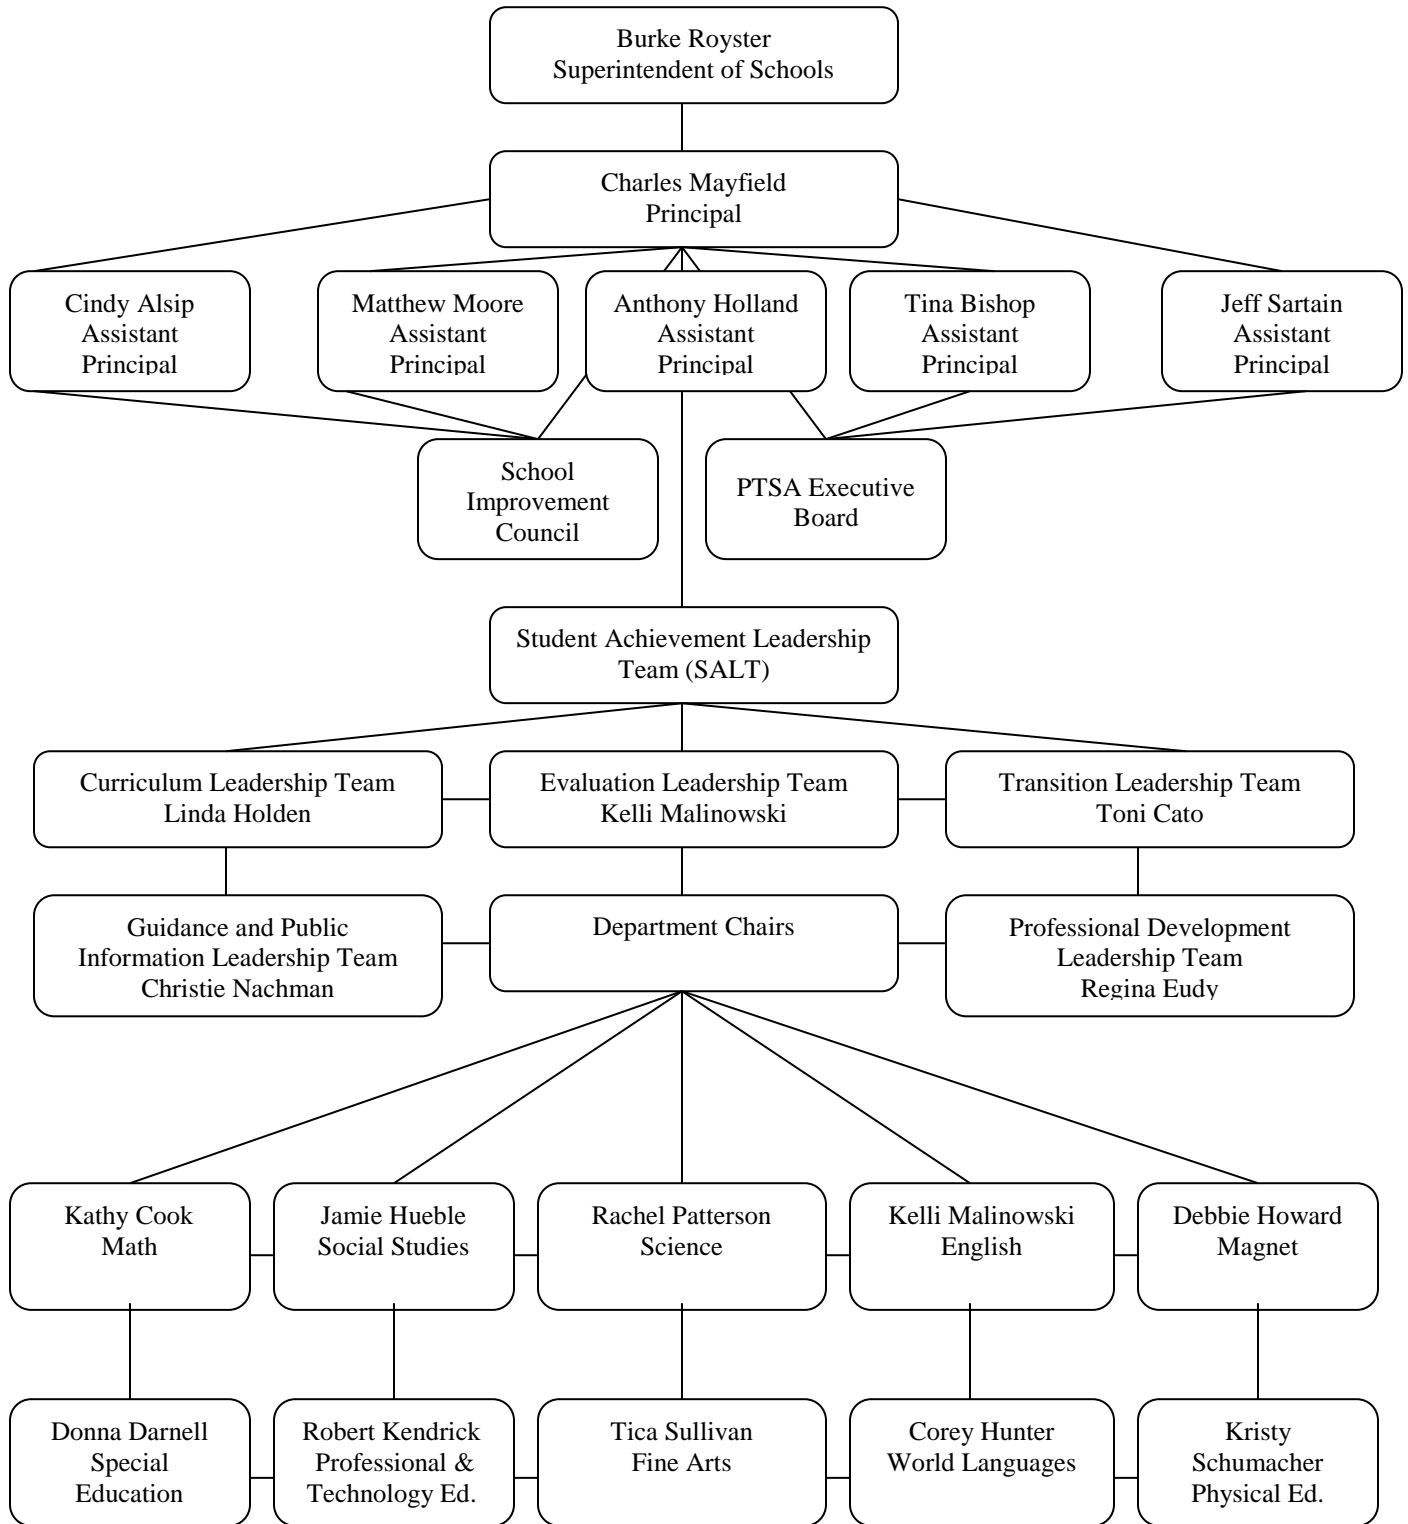 Burke Royster
Superintendent of Schools
Charles Mayfield
Principal
Cindy Alsip
Assistant
Principal
Matthew Moore
Assistant
Principal
Anthony Holland
Assistant
Principal
Tina Bishop
Assistant
Principal
Jeff Sartain
Assistant
Principal
School
Improvement
Council
PTSA Executive
Board
Student Achievement Leadership
Team (SALT)
Curriculum Leadership Team
Linda Holden
Evaluation Leadership Team
Kelli Malinowski
Transition Leadership Team
Toni Cato
Guidance and Public
Information Leadership Team
Christie Nachman
Department Chairs
Professional Development
Leadership Team
Regina Eudy
Kathy Cook
Math
Jamie Hueble
Social Studies
Rachel Patterson
Science
Kelli Malinowski
English
Debbie Howard
Magnet
Donna Darnell
Special
Education
Robert Kendrick
Professional &
Technology Ed.
Tica Sullivan
Fine Arts
Corey Hunter
World Languages
Kristy
Schumacher
Physical Ed.